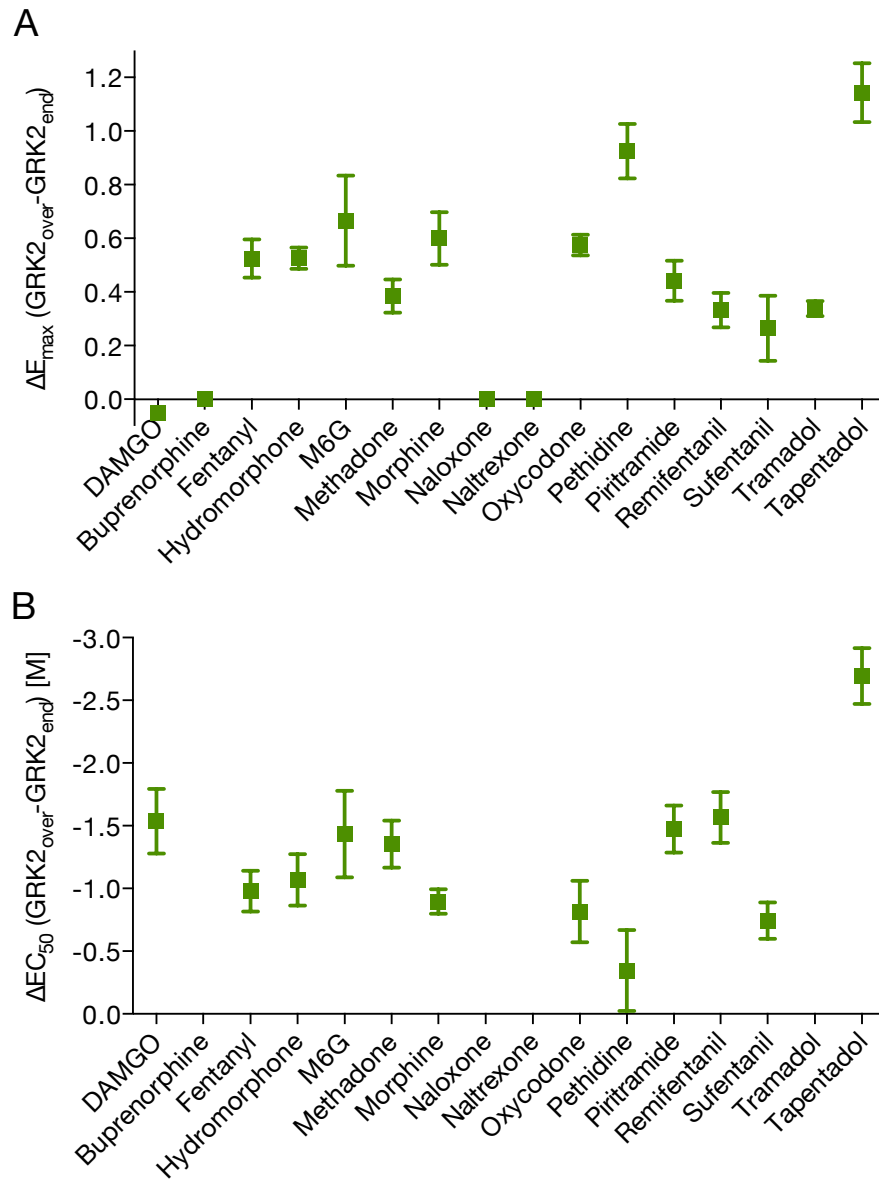 A
ΔEmax (GRK2over-GRK2end)
1.2
1.0
0.8
0.6
0.4
0.2
0.0
DAMGO
Buprenorphine
Fentanyl
Hydromorphone
M6G
Methadone
Morphine
Naloxone
Naltrexone
Oxycodone
Pethidine
Piritramide
Remifentanil
Sufentanil
Tramadol
Tapentadol
B
ΔEC50 (GRK2over-GRK2end) [M]
-3.0
-2.5
-2.0
-1.5
-1.0
-0.5
0.0
DAMGO
Buprenorphine
Fentanyl
Hydromorphone
M6G
Methadone
Morphine
Naloxone
Naltrexone
Oxycodone
Pethidine
Piritramide
Remifentanil
Sufentanil
Tramadol
Tapentadol